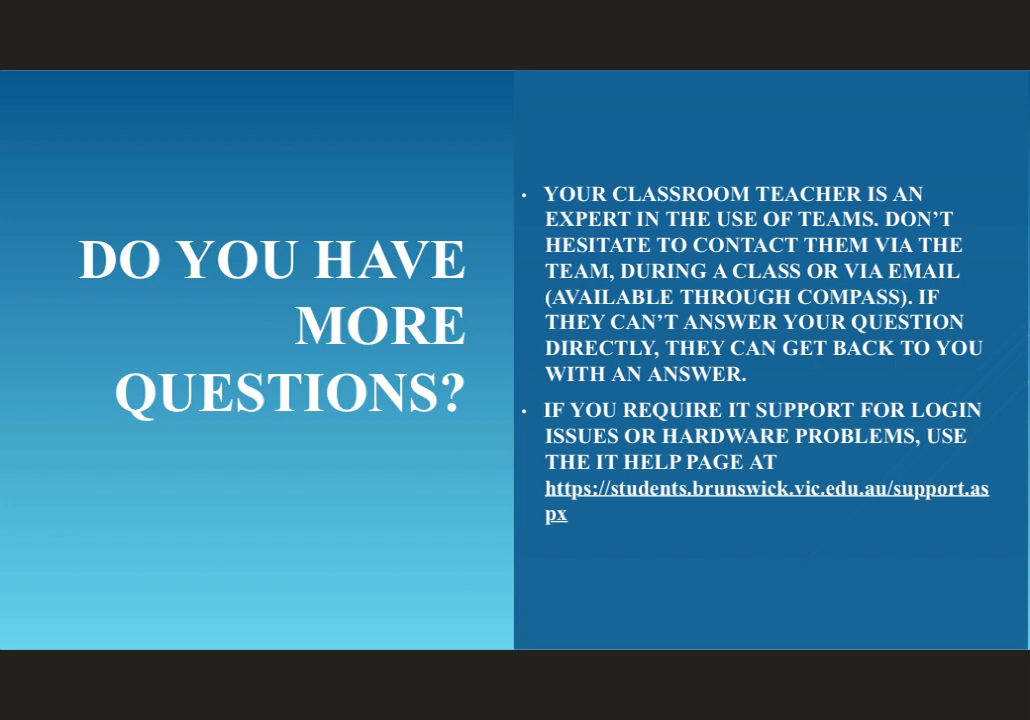 DO YOU HAVE
MORE
QUESTIONS?
• YOUR CLASSROOM TEACHER IS AN
EXPERT IN THE USE OF TEAMS. DON’T
HESITATE TO CONTACT THEM VIA THE
TEAM, DURING A CLASS OR VIA EMAIL
(AVAILABLE THROUGH COMPASS). IF
THEY CAN’T ANSWER YOUR QUESTION
DIRECTLY, THEY CAN GET BACK TO YOU
WITH AN ANSWER.
• IF YOU REQUIRE IT SUPPORT FOR LOGIN
ISSUES OR HARDWARE PROBLEMS, USE
THE IT HELP PAGE AT
https://students.brunswick.vic.edu.au/support.as
px